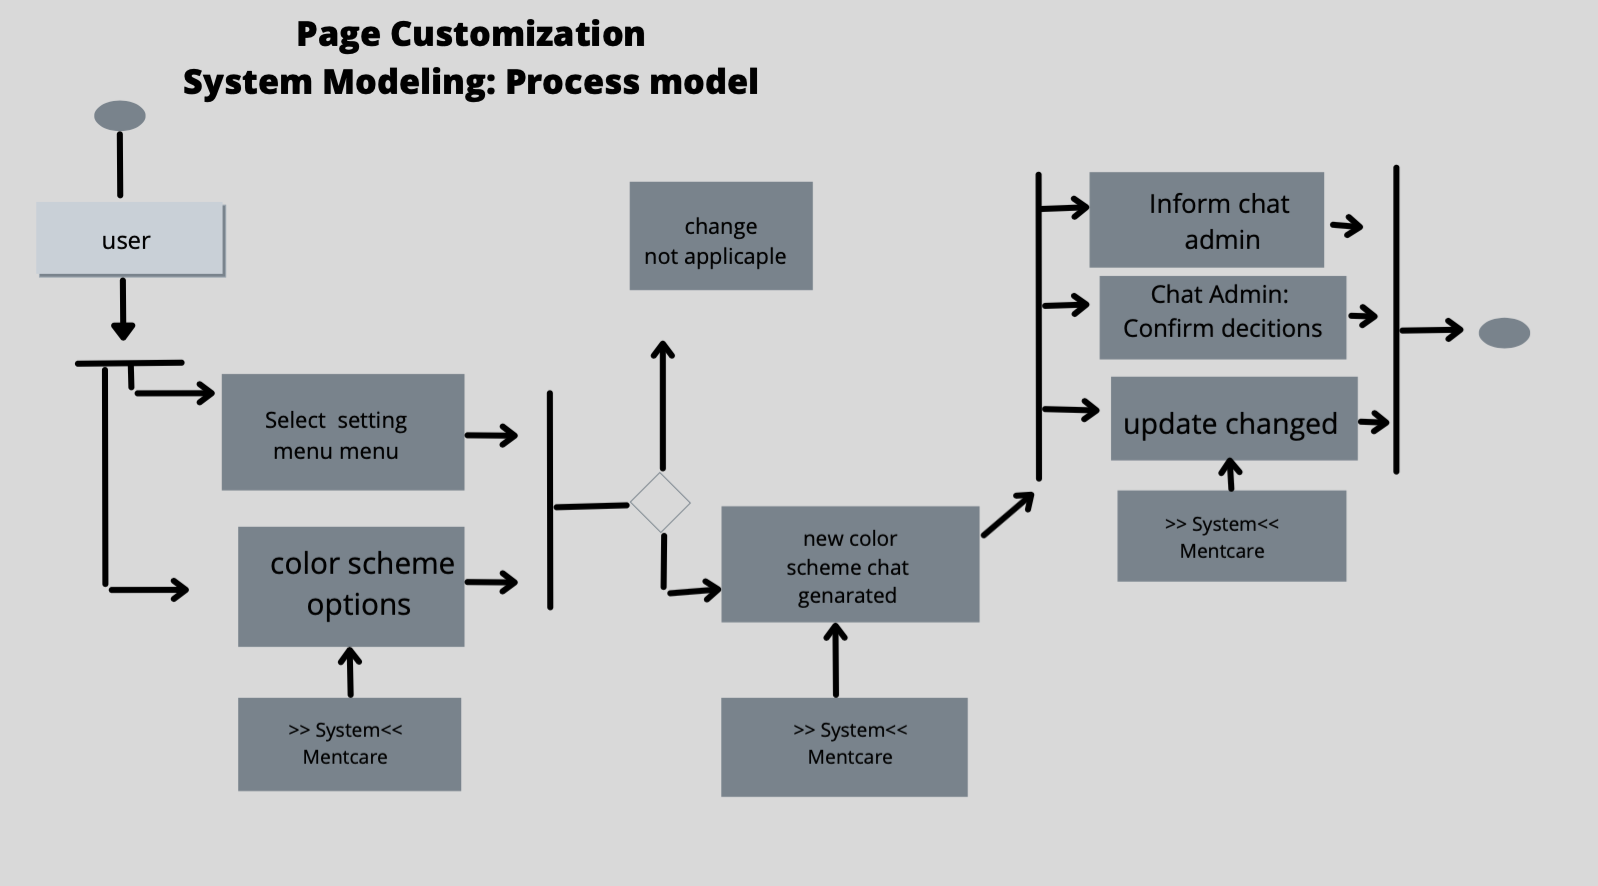 Page Customization
System Modeling: Process model
user
change
not applicaple
Inform chat
admin
Chat Admin:
Confirm decitions
update changed
>> System<<
Mentcare
Select  setting
menu menu
color scheme
options
>> System<<
Mentcare
new color
scheme chat
genarated
>> System<<
Mentcare